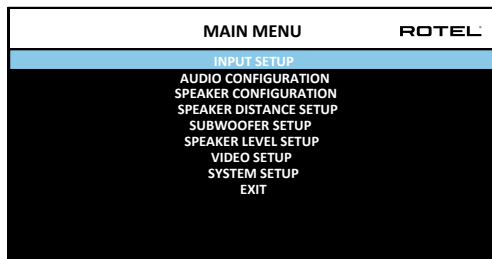 MAIN MENU ROTEL
INPUT SETUP
AUDIO CONFIGURATION
SPEAKER CONFIGURATION
SPEAKER DISTANCE SETUP
SUBWOOFER SETUP
SPEAKER LEVEL SETUP
VIDEO SETUP
SYSTEM SETUP
EXIT